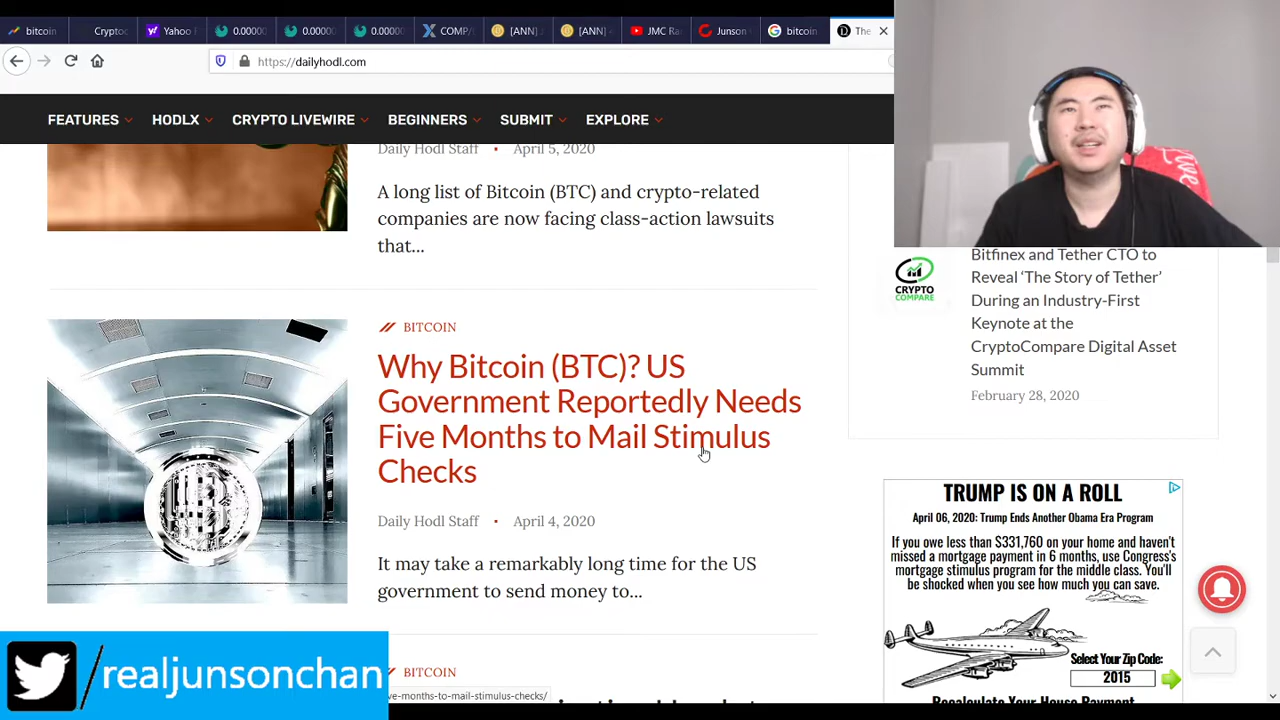 bitcoin
Cryptoc
Yahoo
0.0000
0.0000
0.0000
COMP/
[ANN]
[ANN]
JMC Ra
Junson
bitcoin
The
https://dailyhodl.com
FEATURES
HODLX
CRYPTO LIVEWIRE
BEGINNERS
SUBMIT
EXPLORE
Daily Hodl Staff • April 5, 2020
A long list of Bitcoin (BTC) and crypto-related
companies are now facing class-action lawsuits
that...
BITCOIN
Why Bitcoin (BTC)? US
Government Reportedly Needs
Five Months to Mail Stimulus
Checks
Daily Hodl Staff • April 4, 2020
It may take a remarkably long time for the US
government to send money to...
BITCOIN
ve-months-to-mail-stimulus-checks/
/realjunsonchan
CRYPTO
COMPARE
Bitfinex and Tether CTO to
Reveal ‘The Story of Tether’
During an Industry-First
Keynote at the
CryptoCompare Digital Asset
Summit
February 28, 2020
TRUMP IS ON A ROLL
April 06, 2020: Trump Ends Another Obama Era Program
If you owe less than $331,760 on your home and haven't
missed a mortgage payment in 6 months, use Congress's
mortgage stimulus program for the middle class. You'll
be shocked when you see how much you can save.
Select Your Zip Code:
2015
Recalculate Your House Payment